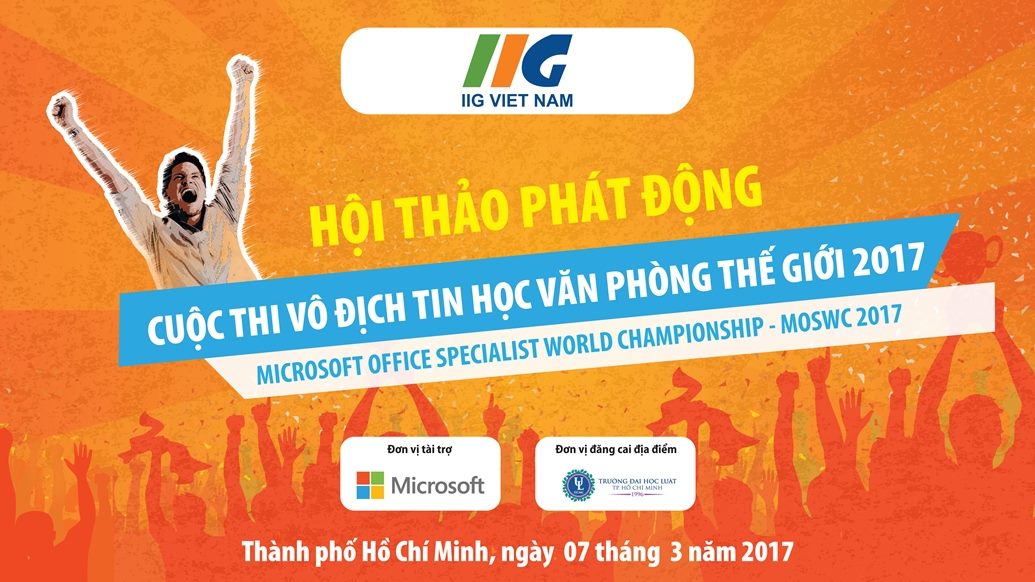 IIG
IIG VIET NAM
HỘI THẢO PHÁT ĐỘNG
CUỘC THI VÔ ĐỊCH TIN HỌC VĂN PHÒNG THẾ GIỚI 2017
MICROSOFT OFFICE SPECIALIST WORLD CHAMPIONSHIP - MOSWC 2017
Đơn vị tài trợ
Microsoft
Đơn vị đăng cai địa điểm
TRƯỜNG ĐẠI HỌC LUẬT
TP. HỒ CHÍ MINH
1996
Thành phố Hồ Chí Minh, ngày 07 tháng 3 năm 2017